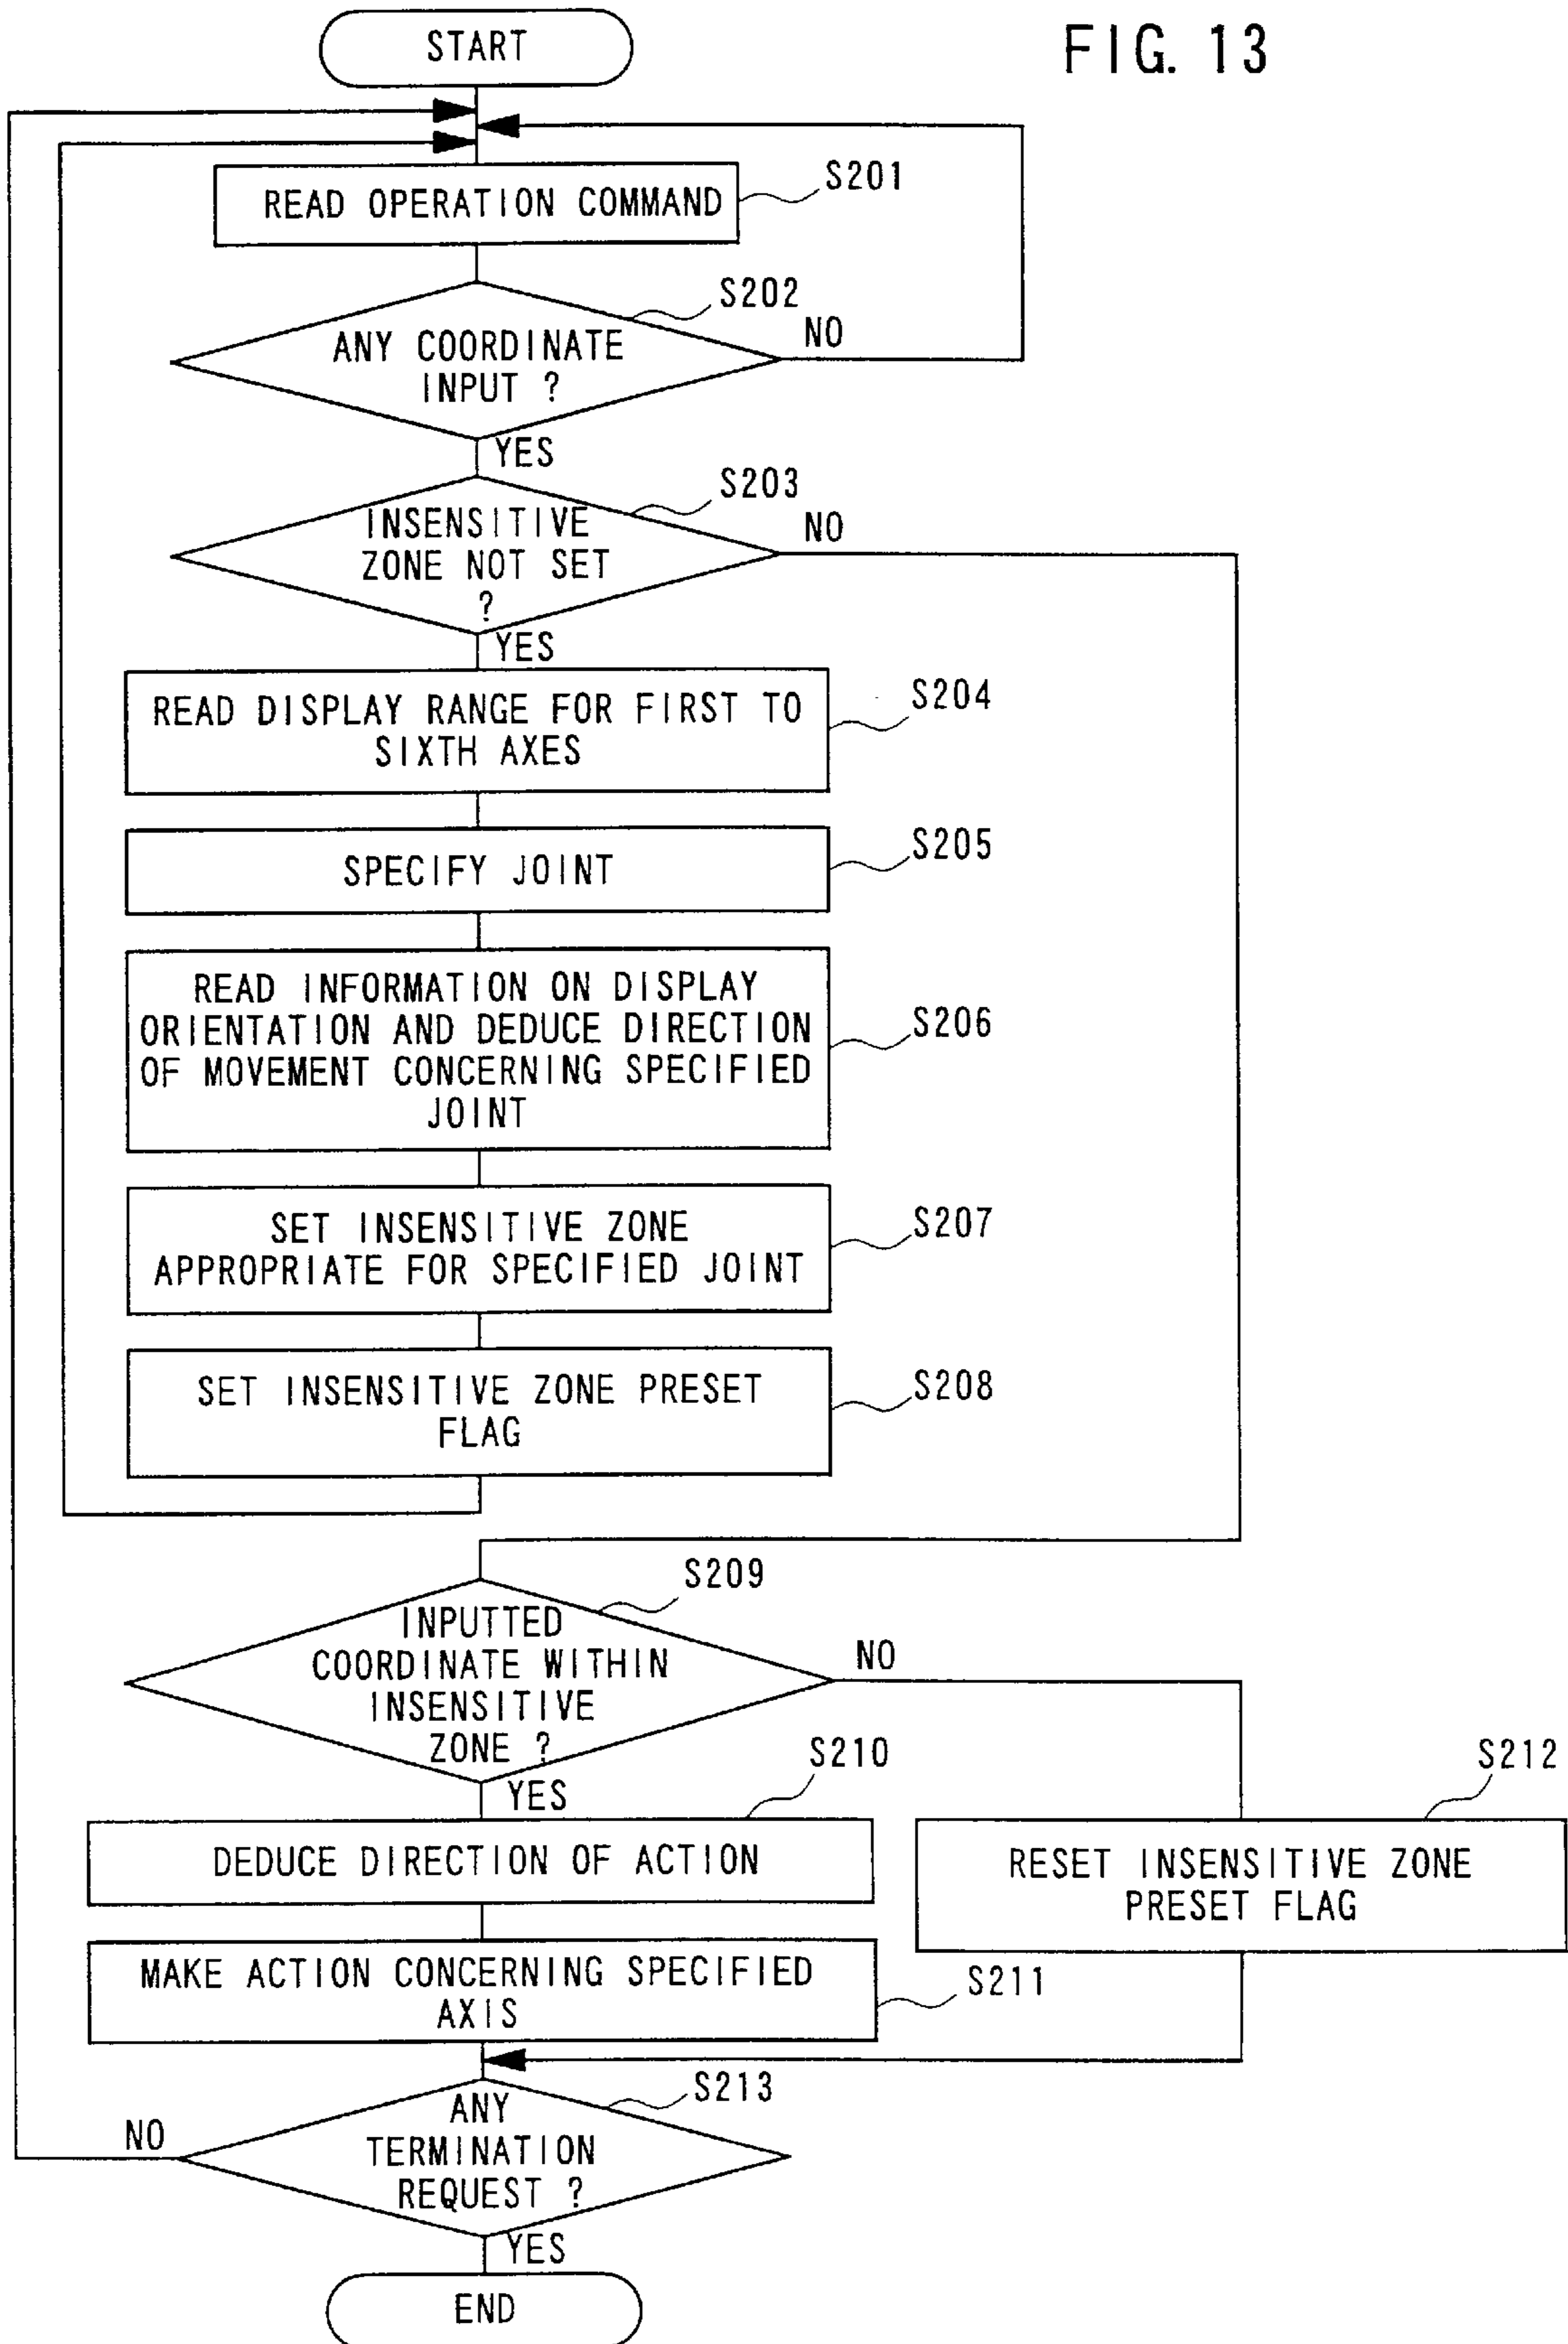 FIG. 13
START
READ OPERATION COMMAND
S201
S202
ANY COORDINATE
INPUT ?
NO
YES
S203
INSENSITIVE
ZONE NOT SET
?
NO
YES
READ DISPLAY RANGE FOR FIRST TO
SIXTH AXES
S204
SPECIFY JOINT
S205
READ INFORMATION ON DISPLAY
ORIENTATION AND DEDUCE DIRECTION
OF MOVEMENT CONCERNING SPECIFIED
JOINT
S206
SET INSENSITIVE ZONE
APPROPRIATE FOR SPECIFIED JOINT
S207
SET INSENSITIVE ZONE PRESET
FLAG
S208
S209
INPUTTED
COORDINATE WITHIN
INSENSITIVE
ZONE ?
NO
YES
S210
DEDUCE DIRECTION OF ACTION
S212
RESET INSENSITIVE ZONE
PRESET FLAG
MAKE ACTION CONCERNING SPECIFIED
AXIS
S211
S213
ANY
TERMINATION
REQUEST ?
NO
YES
END